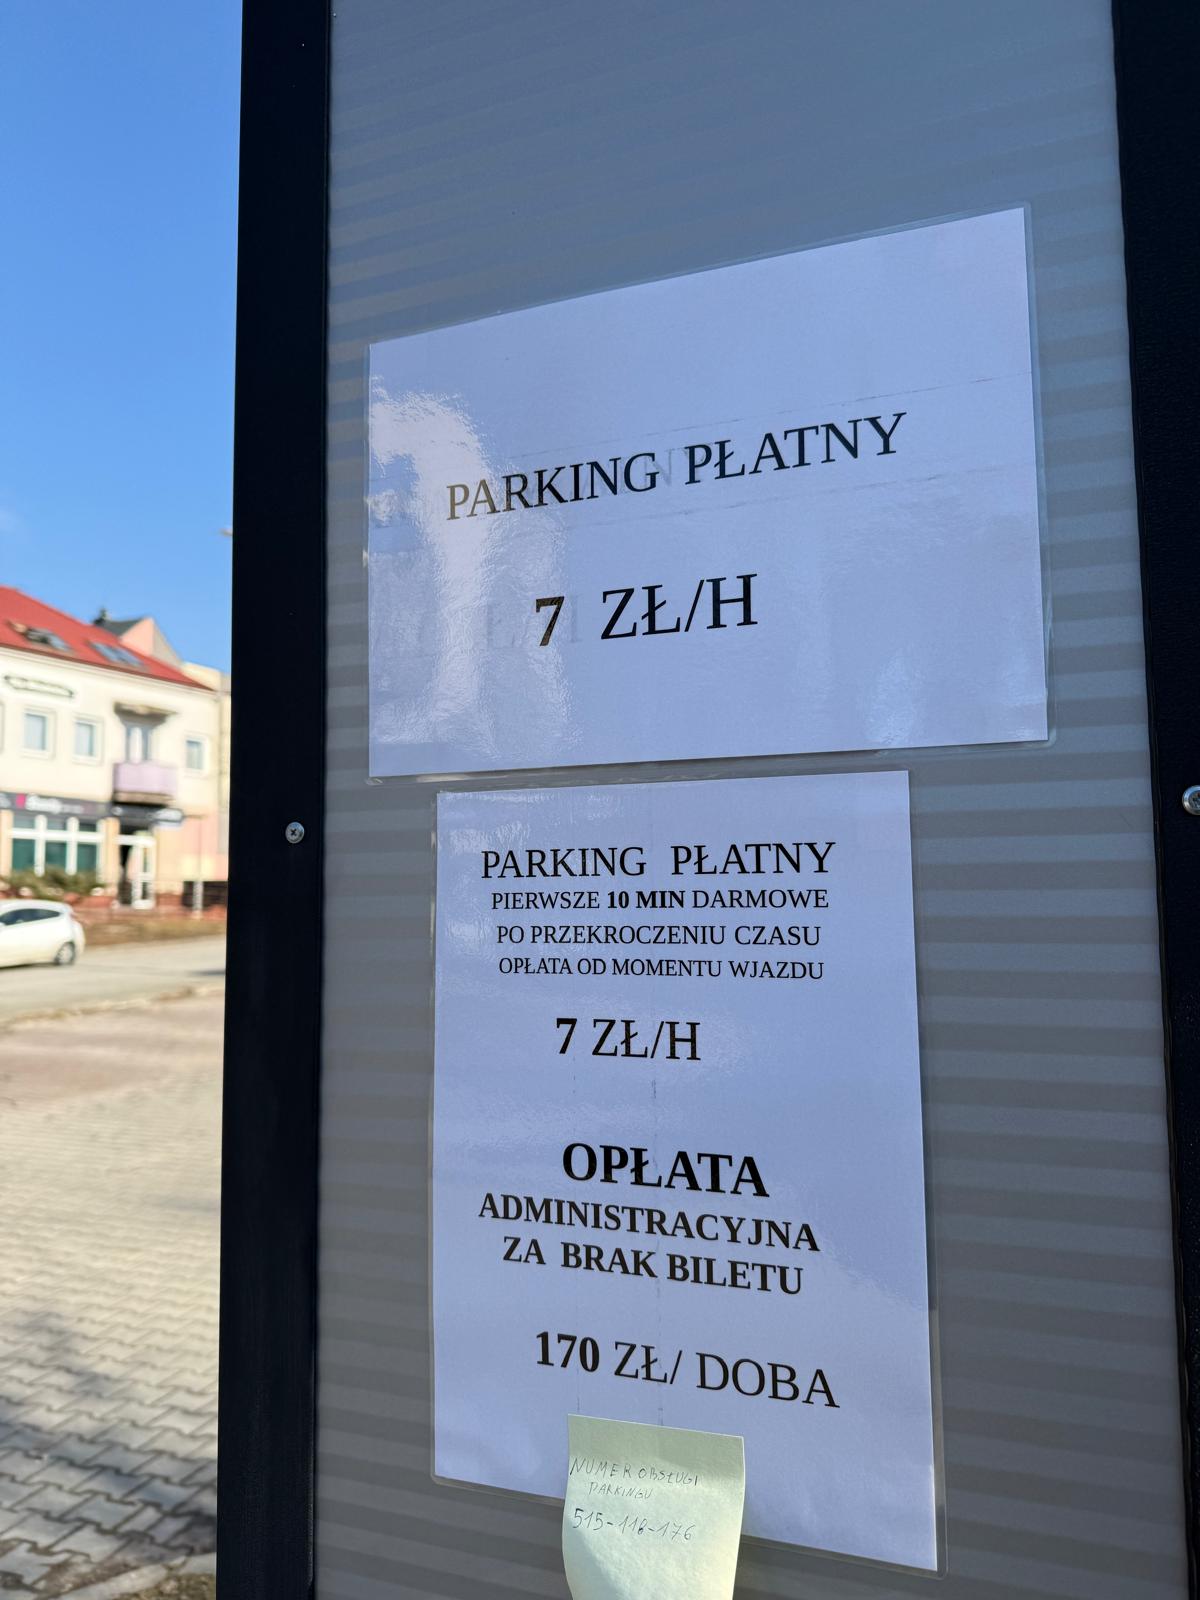 PARKING PŁATNY
7 ZŁ/H
PARKING PŁATNY
PIERWSZE 10 MIN DARMOWE
PO PRZEKROCZENIU CZASU
OPŁATA OD MOMENTU WJAZDU
7 ZŁ/H
OPŁATA
ADMINISTRACYJNA
ZA BRAK BILETU
170 ZŁ/ DOBA
NUMER OBSŁUGI
PARKINGU
515-118-176